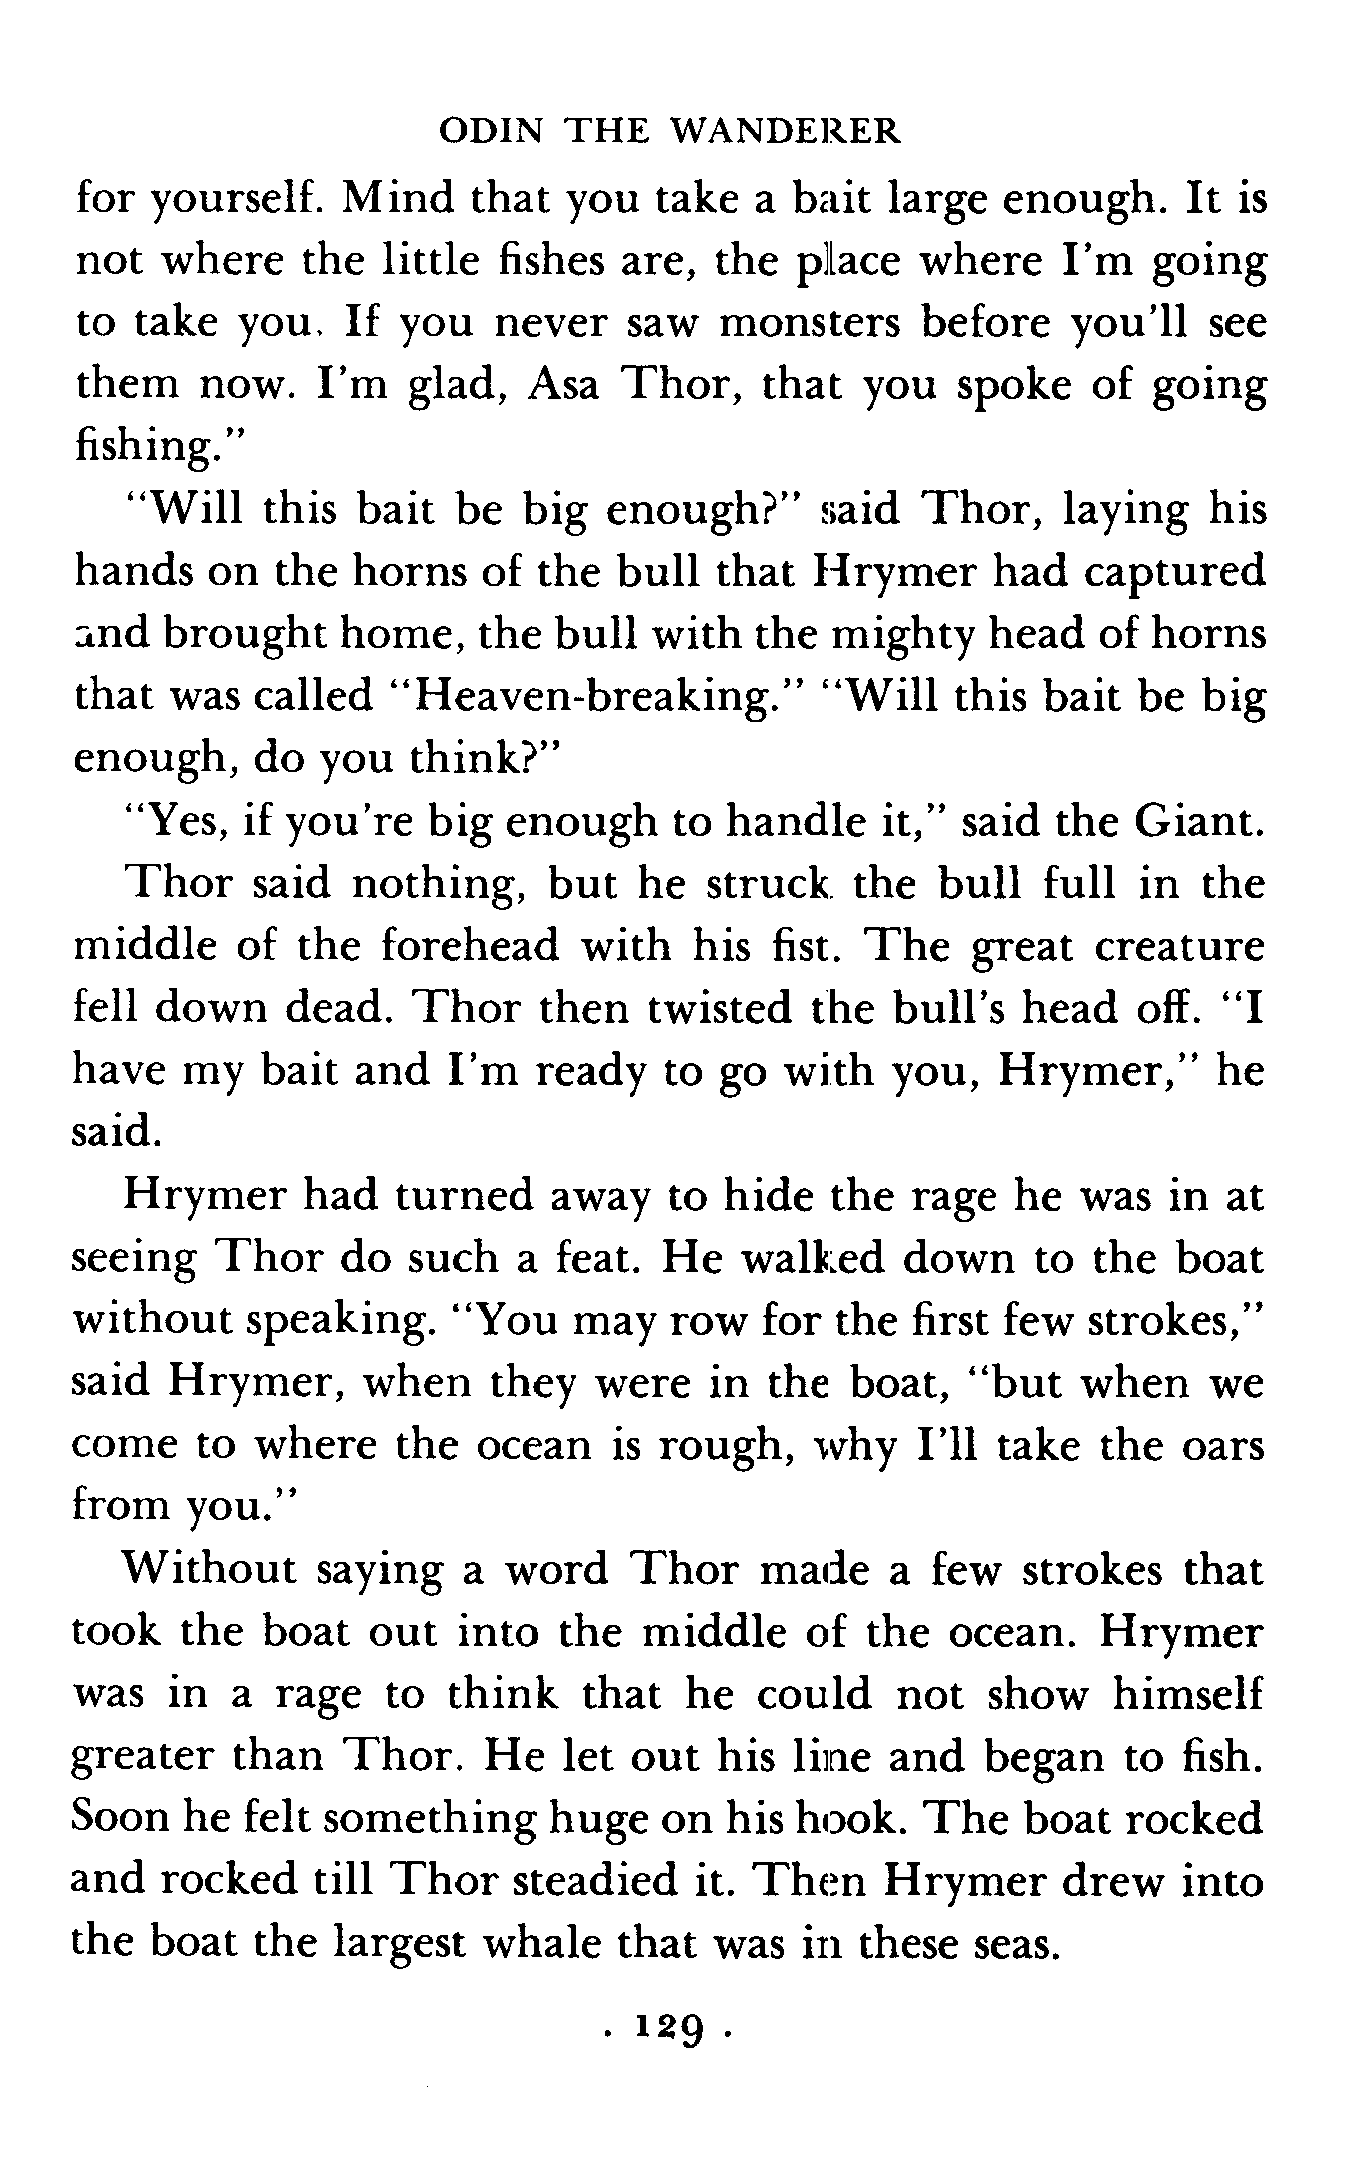 ODIN THE WANDERER
for yourself. Mind that you take a bait large enough. It is
not where the little fishes are, the place where I'm going
to take you. If you never saw monsters before you'll see
them now. I'm glad, Asa Thor, that you spoke of going
fishing."
"Will this bait be big enough?" said Thor, laying his
hands on the horns of the bull that Hrymer had captured
and brought home, the bull with the mighty head of horns
that was called "Heaven-breaking." "Will this bait be big
enough, do you think?"
"Yes, if you're big enough to handle it," said the Giant.
Thor said nothing, but he struck the bull full in the
middle of the forehead with his fist. The great creature
fell down dead. Thor then twisted the bull's head off. "I
have my bait and I'm ready to go with you, Hrymer," he
said.
Hrymer had turned away to hide the rage he was in at
seeing Thor do such a feat. He walked down to the boat
without speaking. "You may row for the first few strokes,"
said Hrymer, when they were in the boat, "but when we
come to where the ocean is rough, why I'll take the oars
from you."
Without saying a word Thor made a few strokes that
took the boat out into the middle of the ocean. Hrymer
was in a rage to think that he could not show himself
greater than Thor. He let out his line and began to fish.
Soon he felt something huge on his hook. The boat rocked
and rocked till Thor steadied it. Then Hrymer drew into
the boat the largest whale that was in these seas.
. 129 .